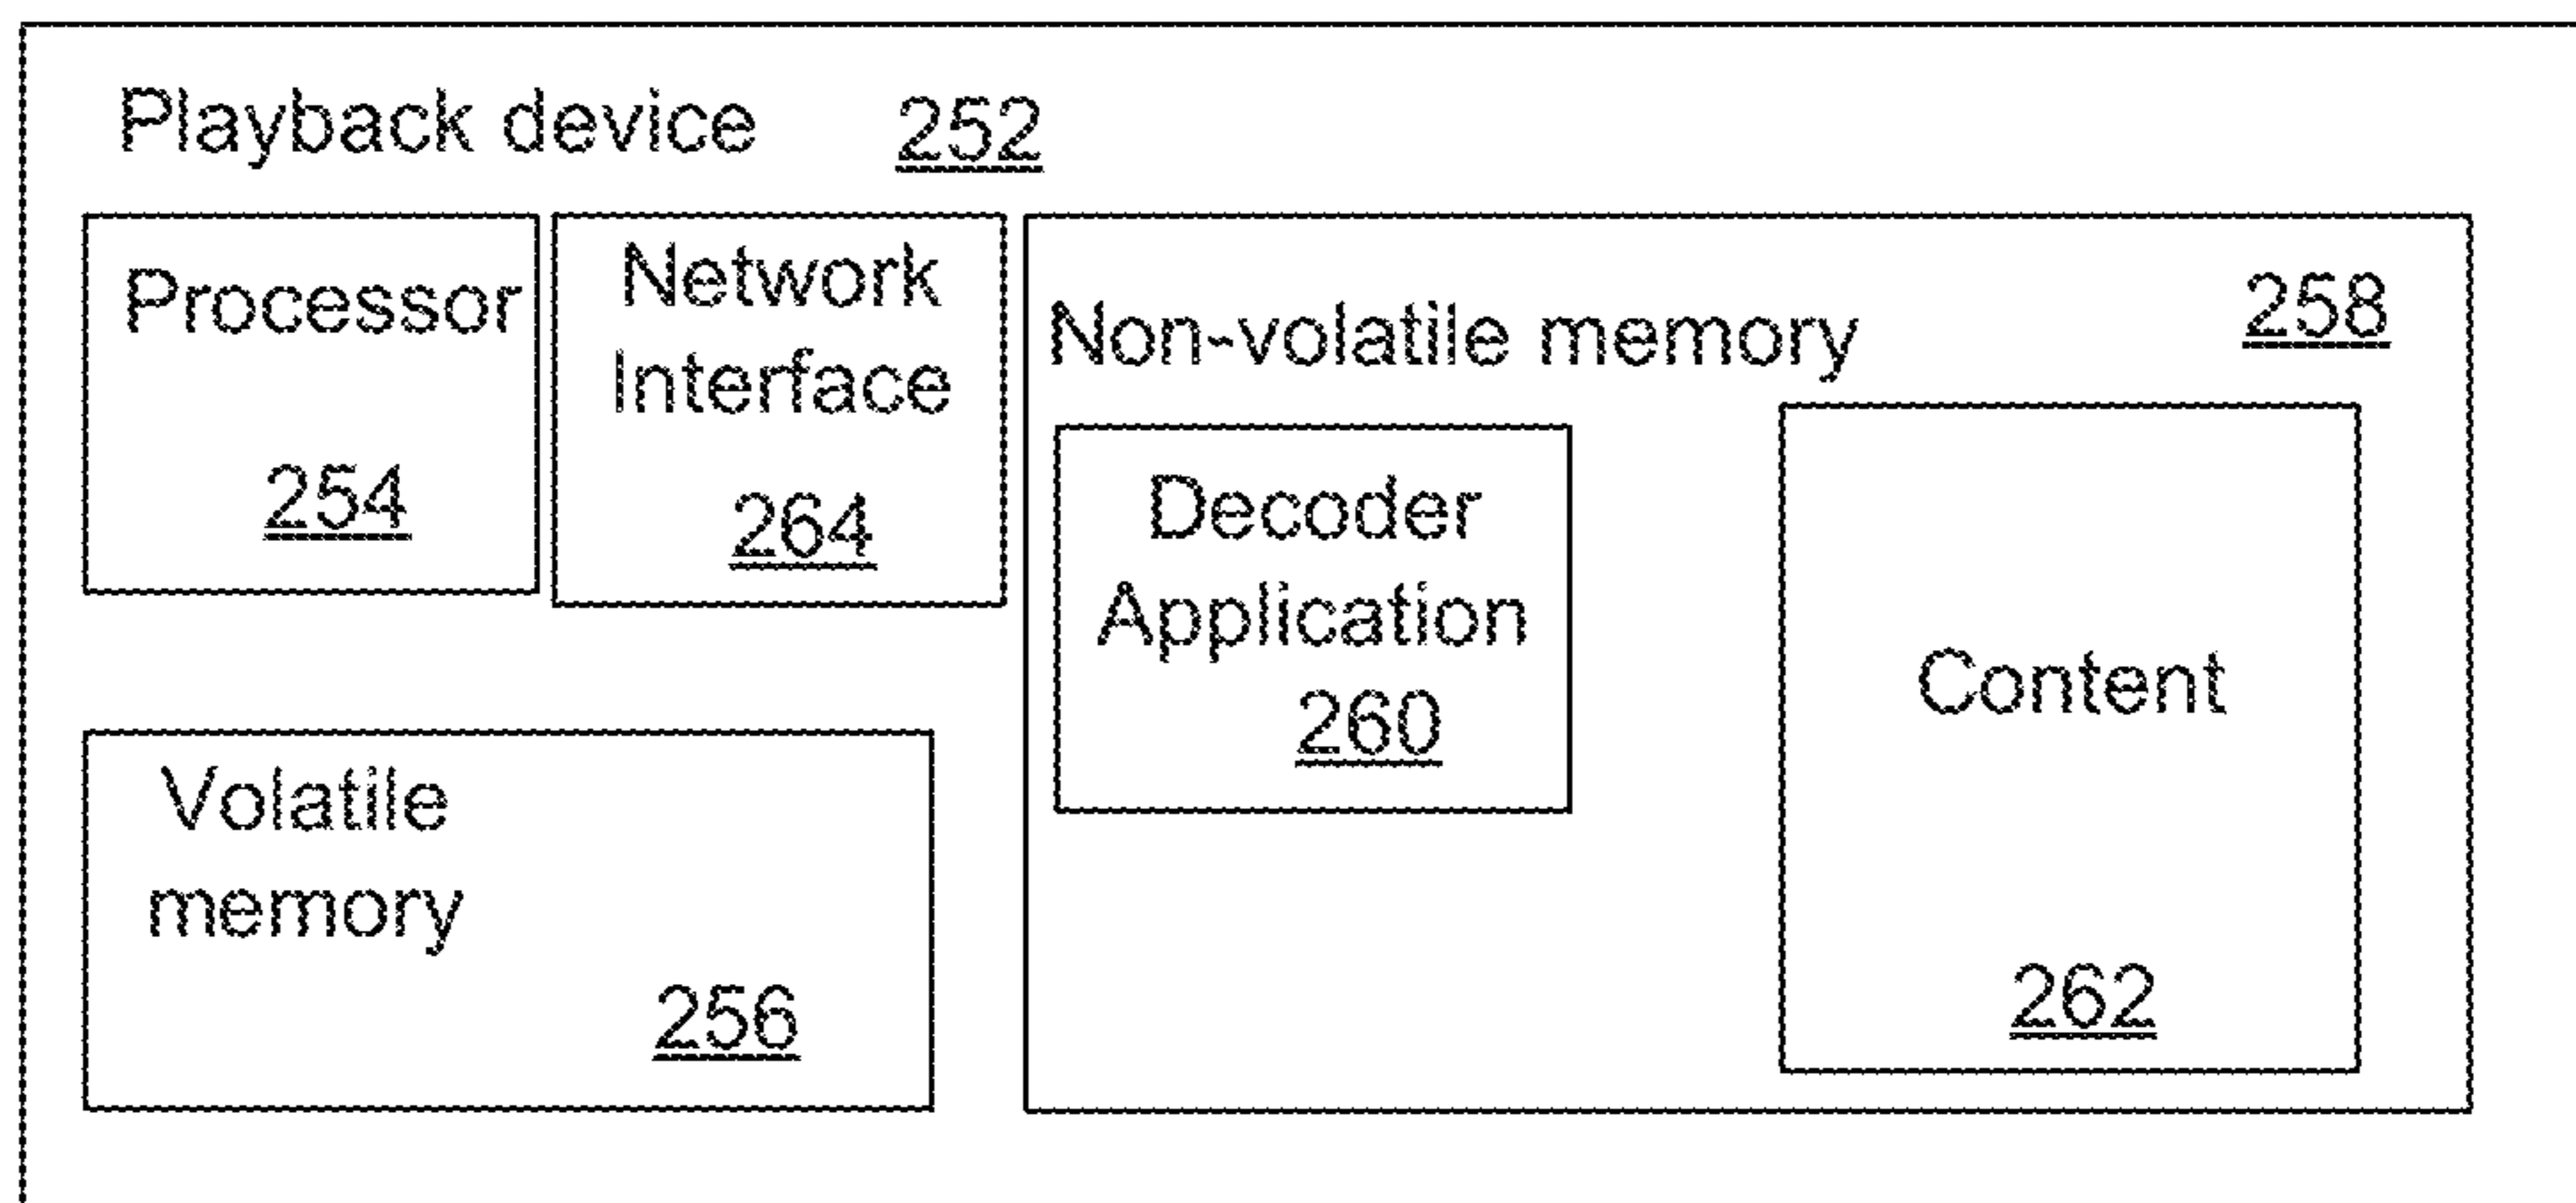 Playback device 252
Processor
254
Network
Interface
264
Non-volatile memory 258
Decoder
Application
260
Content
262
Volatile
memory
256